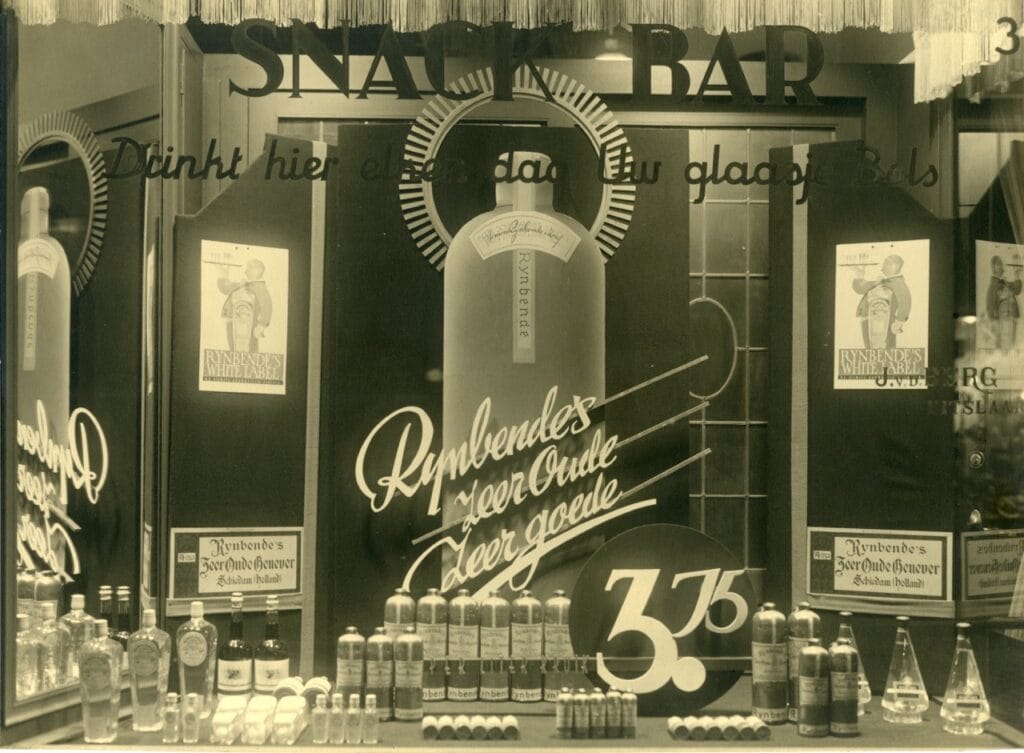 SNACK BAR
3
Drinkt hier elken dag Uw glaasje Bols
Rynbende
RYNBENDE'S
WHITE LABEL
RYNBENDE'S
WHITE LABEL
J.V.D. BERG
Rynbende's
Zeer Oude
Zeer goede
Rynbende's
Zeer Oude Genever
Schiedam (Holland)
Rynbende's
Zeer Oude Genever
Schiedam (Holland)
3.75